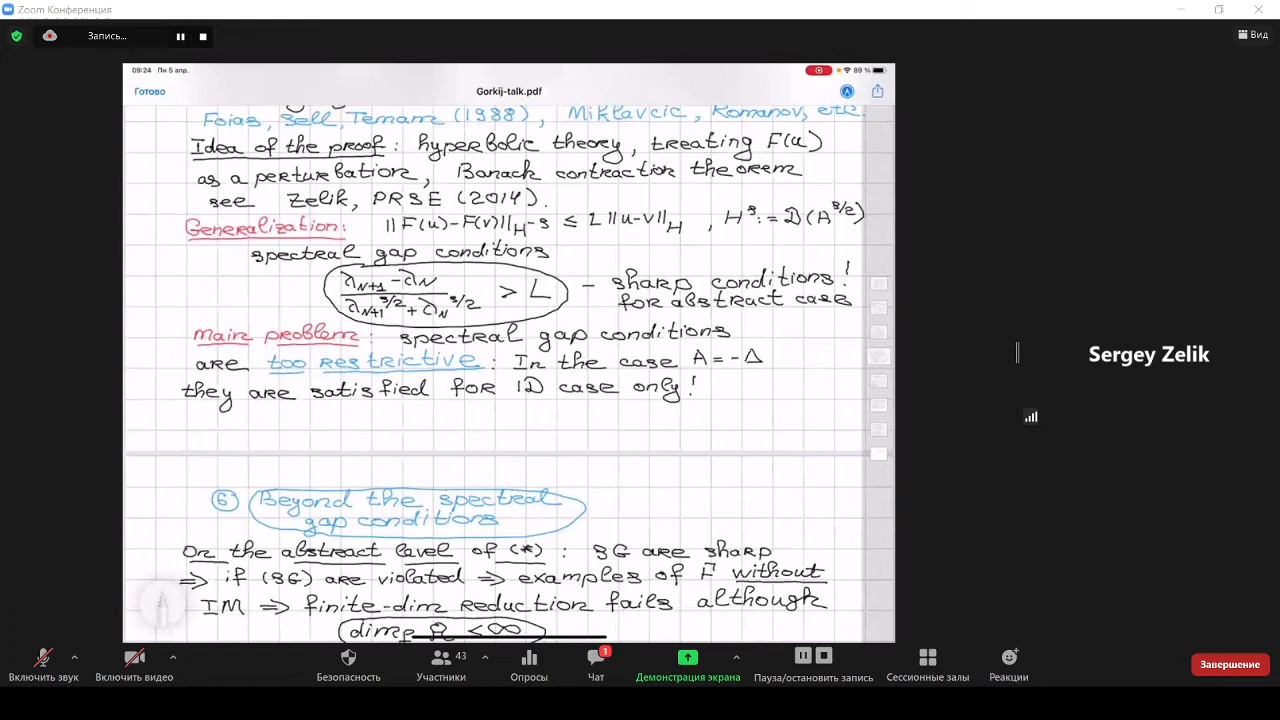 Zoom Конференция
Запись...
Вид
09:24 Пн 5 апр.
89 %
Готово
Gorkij-talk.pdf
Foias, Sell, Temam (1988), Miklavcic, Romanov, etc.
Idea of the proof: hyperbolic theory, treating F(u)
as a perturbation, Banach contraction theorem
see Zelik, PRSE (2014).
Generalization: ||F(u)-F(v)||_{H^{-s}} ≤ L ||u-v||_H , H^s := D(A^{s/2})
spectral gap conditions
(λ_{N+1} - λ_N) / (λ_{N+1}^{s/2} + λ_N^{s/2}) > L - sharp conditions!
for abstract case
main problem: spectral gap conditions
are too restrictive: In the case A = -Δ
they are satisfied for 1D case only!
Sergey Zelik
6 Beyond the spectral
gap conditions
On the abstract level of (*): SG are sharp
⇒ if (SG) are violated ⇒ examples of F without
IM ⇒ finite-dim reduction fails although
dim_F < ∞
43
1
Включить звук
Включить видео
Безопасность
Участники
Опросы
Чат
Демонстрация экрана
Пауза/остановить запись
Сессионные залы
Реакции
Завершение